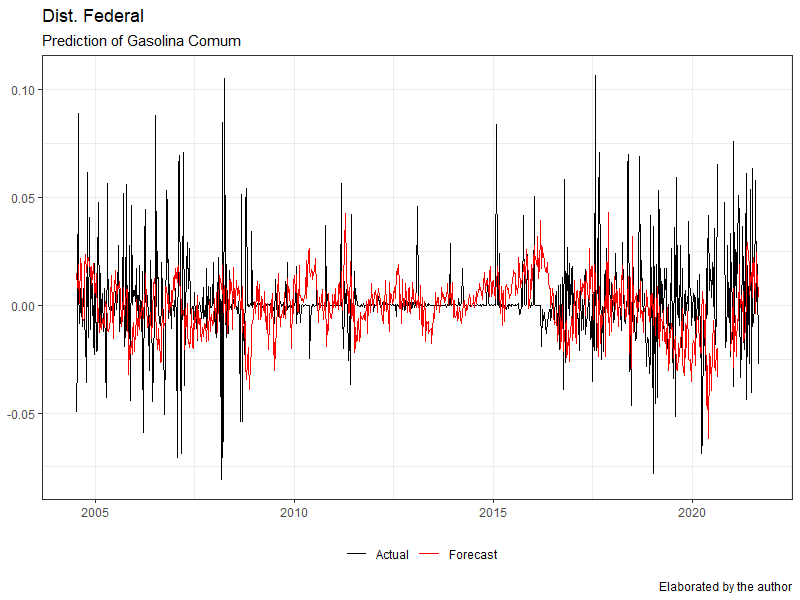 Dist. Federal
Prediction of Gasolina Comum
0.10
0.05
0.00
-0.05
2005 2010 2015 2020
Actual Forecast
Elaborated by the author